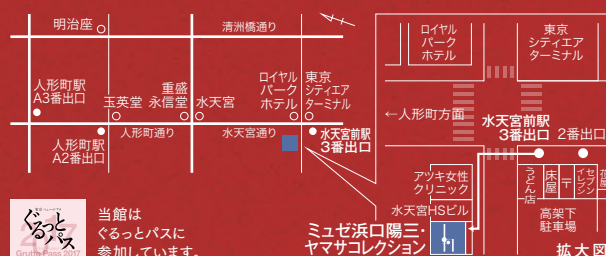 明治座
清洲橋通り
人形町駅
A3番出口
玉英堂
重盛
永信堂
水天宮
ロイヤル
パーク
ホテル
東京
シティエア
ターミナル
人形町通り
水天宮通り
水天宮前駅
3番出口
人形町駅
A2番出口
ぐるっと
パス
Grutto Pass 2017
当館は
ぐるっとパスに
参加しています。
ロイヤル
パーク
ホテル
東京
シティエア
ターミナル
←人形町方面
水天宮前駅
3番出口
2番出口
アヅキ女性
クリニック
水天宮HSビル
ミュゼ浜口陽三・
ヤマサコレクション
うどん店
床屋
〒
セブン
イレブン
花屋
高架下
駐車場
拡大図